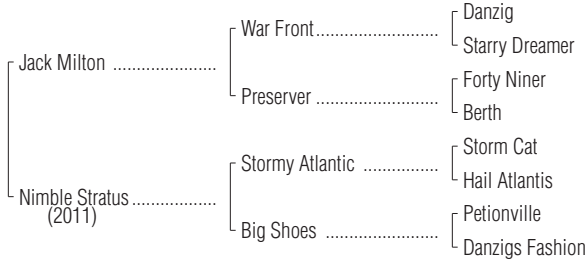 Danzig
War Front
Starry Dreamer
Jack Milton
Forty Niner
Preserver
Berth
Storm Cat
Stormy Atlantic
Hail Atlantis
Nimble Stratus
(2011)
Petionville
Big Shoes
Danzigs Fashion